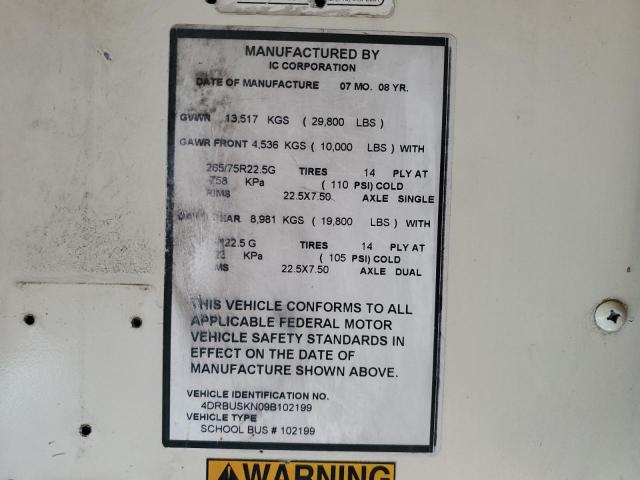 MANUFACTURED BY
IC CORPORATION
DATE OF MANUFACTURE 07 MO. 08 YR.
GVWR 13,517 KGS ( 29,800 LBS )
GAWR FRONT 4,536 KGS ( 10,000 LBS ) WITH
265/75R22.5G TIRES 14 PLY AT
758 KPa ( 110 PSI) COLD
RIMS 22.5X7.50 AXLE SINGLE
8,981 KGS ( 19,800 LBS ) WITH
22.5 G TIRES 14 PLY AT
KPa ( 105 PSI) COLD
22.5X7.50 AXLE DUAL
THIS VEHICLE CONFORMS TO ALL
APPLICABLE FEDERAL MOTOR
VEHICLE SAFETY STANDARDS IN
EFFECT ON THE DATE OF
MANUFACTURE SHOWN ABOVE.
VEHICLE IDENTIFICATION NO.
4DRBUSKN09B102199
VEHICLE TYPE
SCHOOL BUS # 102199
WARNING